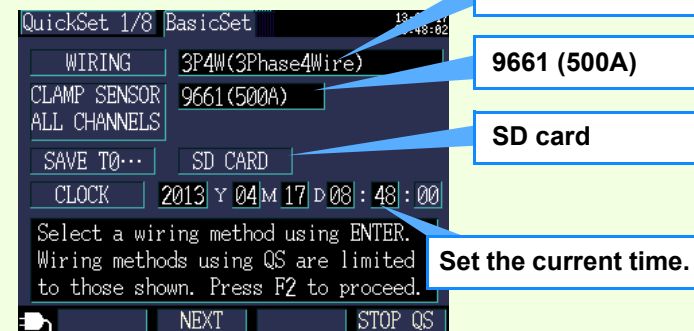 QuickSet 1/8 BasicSet
WIRING 3P4W(3Phase4Wire)
9661 (500A)
CLAMP SENSOR 9661(500A)
ALL CHANNELS
SD card
SAVE TO··· SD CARD
CLOCK 2013 Y 04 M 17 D 08 : 48 : 00
Select a wiring method using ENTER.
Wiring methods using QS are limited
to those shown. Press F2 to proceed.
Set the current time.
NEXT STOP QS